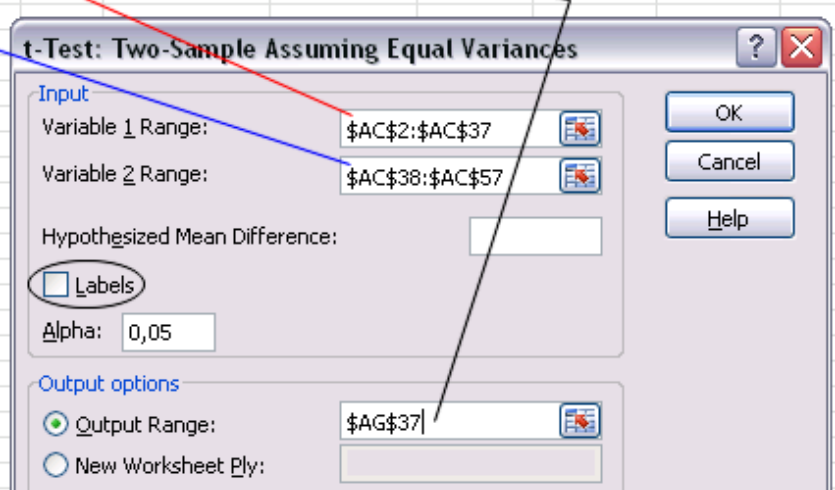 t-Test: Two-Sample Assuming Equal Variances
?
Input
Variable 1 Range: $AC$2:$AC$37
Variable 2 Range: $AC$38:$AC$57
Hypothesized Mean Difference:
Labels
Alpha: 0,05
OK
Cancel
Help
Output options
Output Range: $AG$37
New Worksheet Ply: